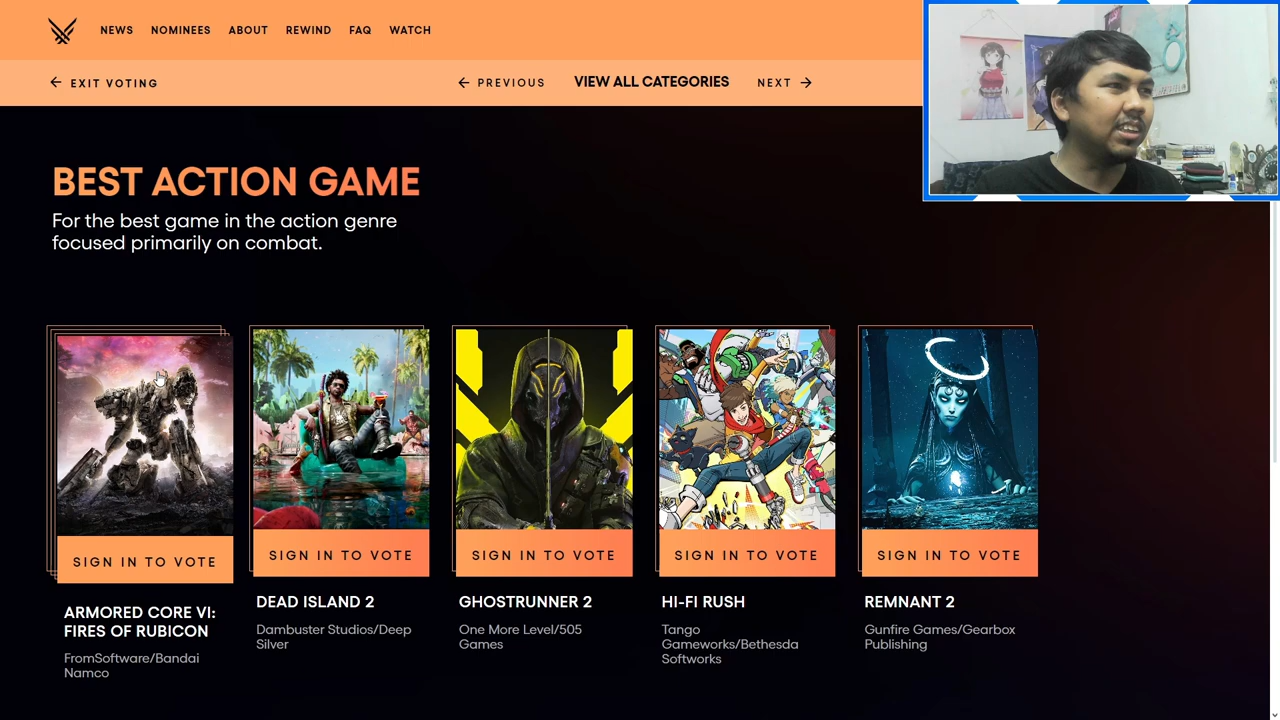 NEWS NOMINEES ABOUT REWIND FAQ WATCH
EXIT VOTING
PREVIOUS
VIEW ALL CATEGORIES
NEXT
BEST ACTION GAME
For the best game in the action genre
focused primarily on combat.
SIGN IN TO VOTE
ARMORED CORE VI:
FIRES OF RUBICON
FromSoftware/Bandai
Namco
SIGN IN TO VOTE
DEAD ISLAND 2
Dambuster Studios/Deep
Silver
SIGN IN TO VOTE
GHOSTRUNNER 2
One More Level/505
Games
SIGN IN TO VOTE
HI-FI RUSH
Tango
Gameworks/Bethesda
Softworks
SIGN IN TO VOTE
REMNANT 2
Gunfire Games/Gearbox
Publishing